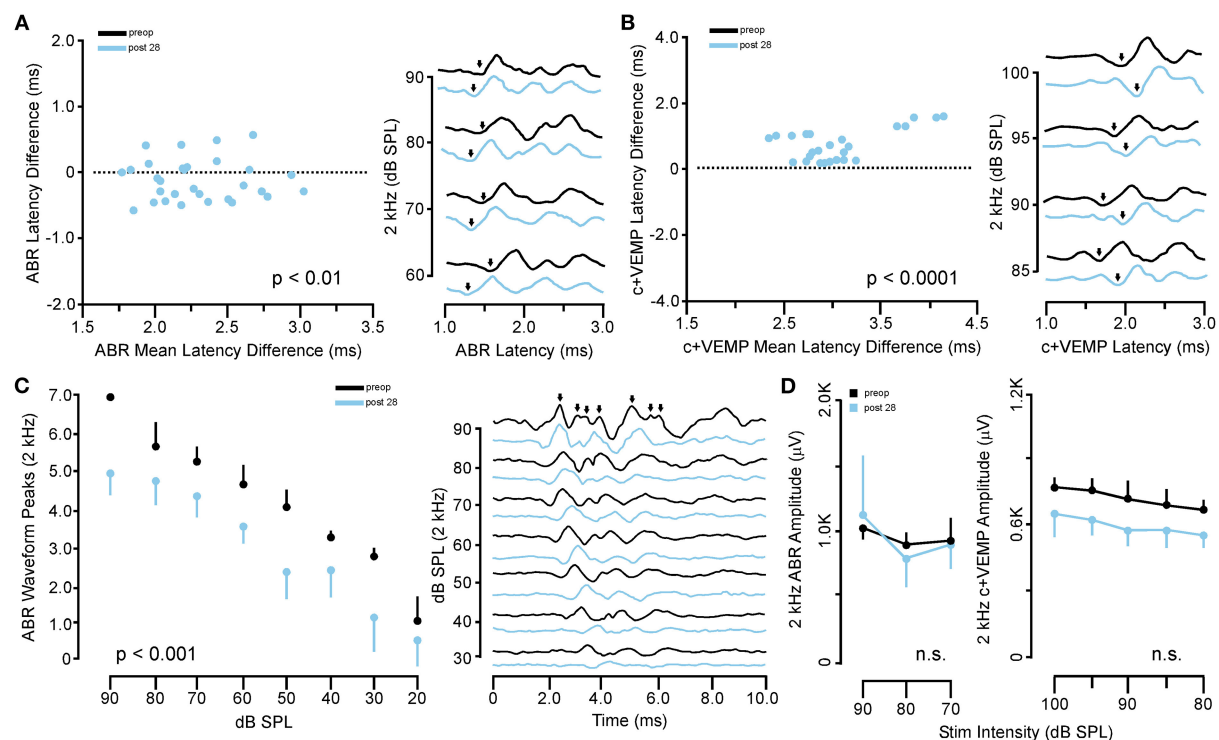 A
preop
post 28
ABR Latency Difference (ms)
2.0
1.0
0
-1.0
-2.0
p < 0.01
1.5
2.0
2.5
3.0
3.5
ABR Mean Latency Difference (ms)
2 kHz (dB SPL)
90
80
70
60
1.0
2.0
3.0
ABR Latency (ms)
B
preop
post 28
c+VEMP Latency Difference (ms)
4.0
2.0
0
-2.0
-4.0
p < 0.0001
1.5
2.5
3.5
4.5
c+VEMP Mean Latency Difference (ms)
2 kHz (dB SPL)
100
95
90
85
1.0
2.0
3.0
c+VEMP Latency (ms)
C
preop
post 28
ABR Waveform Peaks (2 kHz)
7.0
6.0
5.0
4.0
3.0
2.0
1.0
0
p < 0.001
90
80
70
60
50
40
30
20
dB SPL
dB SPL (2 kHz)
90
80
70
60
50
40
30
0
2.0
4.0
6.0
8.0
10.0
Time (ms)
D
preop
post 28
2 kHz ABR Amplitude (µV)
2.0K
1.0K
0
n.s.
90
80
70
2 kHz c+VEMP Amplitude (µV)
1.2K
0.6K
0
n.s.
100
90
80
Stim Intensity (dB SPL)